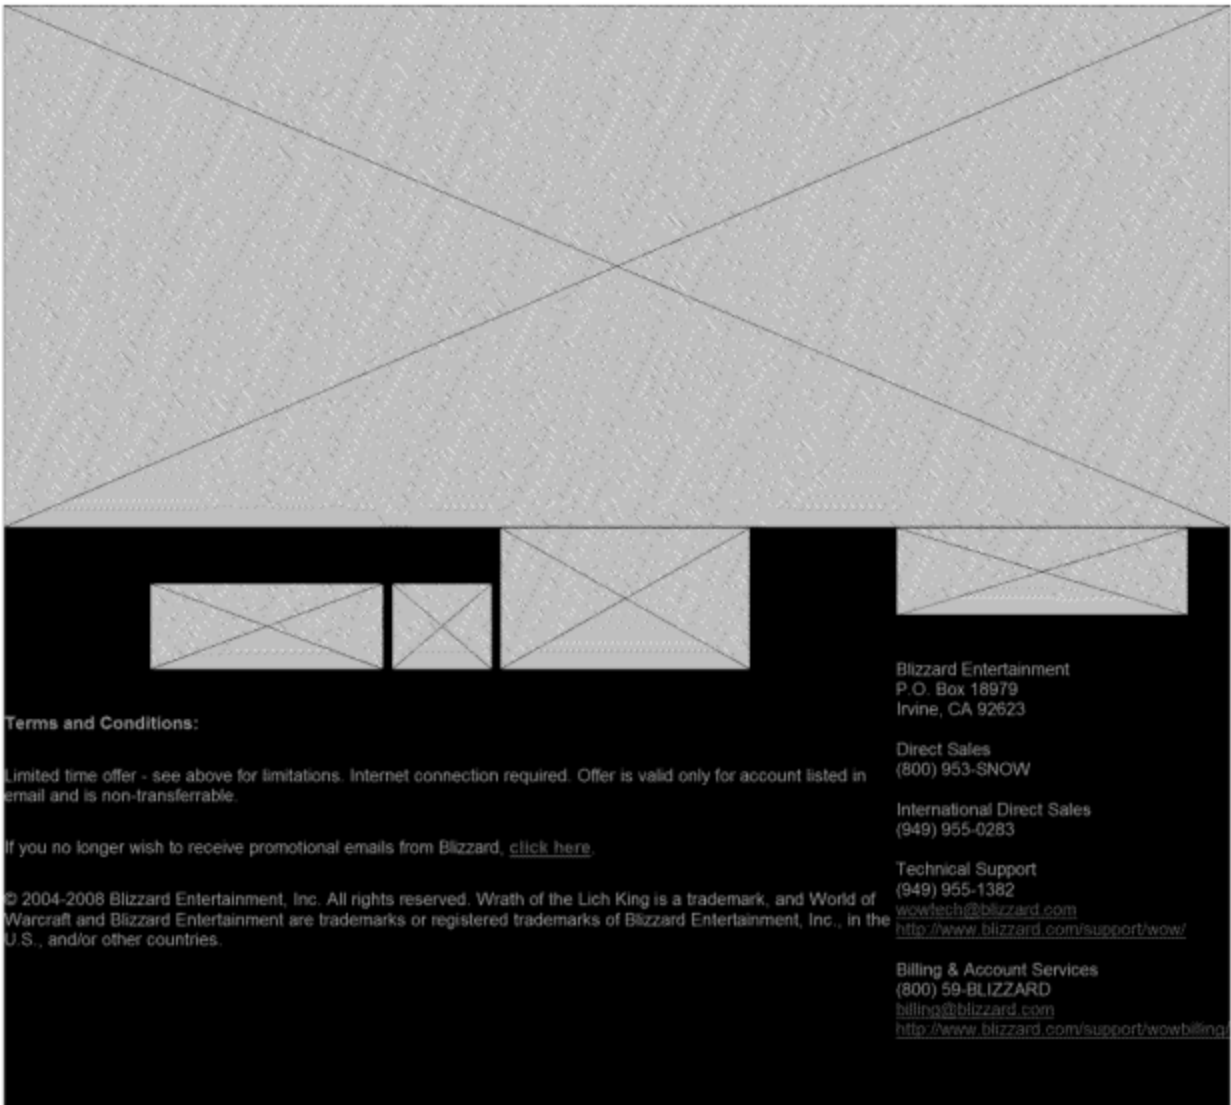 Terms and Conditions:
Limited time offer - see above for limitations. Internet connection required. Offer is valid only for account listed in
email and is non-transferrable.
If you no longer wish to receive promotional emails from Blizzard, click here.
© 2004-2008 Blizzard Entertainment, Inc. All rights reserved. Wrath of the Lich King is a trademark, and World of
Warcraft and Blizzard Entertainment are trademarks or registered trademarks of Blizzard Entertainment, Inc., in the
U.S., and/or other countries.
Blizzard Entertainment
P.O. Box 18979
Irvine, CA 92623
Direct Sales
(800) 953-SNOW
International Direct Sales
(949) 955-0283
Technical Support
(949) 955-1382
wowtech@blizzard.com
http://www.blizzard.com/support/wow/
Billing & Account Services
(800) 59-BLIZZARD
billing@blizzard.com
http://www.blizzard.com/support/wowbilling/